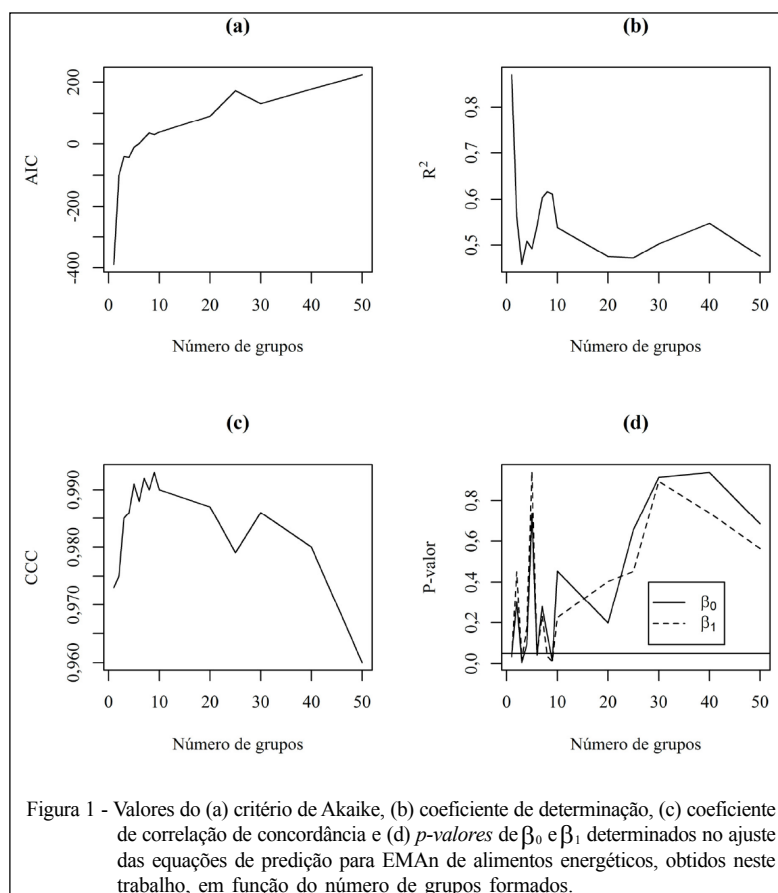 (a)
200
0
-200
-400
AIC
0
10
20
30
40
50
Número de grupos
(b)
0,8
0,7
0,6
0,5
R²
0
10
20
30
40
50
Número de grupos
(c)
0,990
0,980
0,970
0,960
CCC
0
10
20
30
40
50
Número de grupos
(d)
0,8
0,6
0,4
0,2
0,0
P-valor
β₀
β₁
0
10
20
30
40
50
Número de grupos
Figura 1 - Valores do (a) critério de Akaike, (b) coeficiente de determinação, (c) coeficiente
de correlação de concordância e (d) p-valores de β₀ e β₁ determinados no ajuste
das equações de predição para EMAn de alimentos energéticos, obtidos neste
trabalho, em função do número de grupos formados.